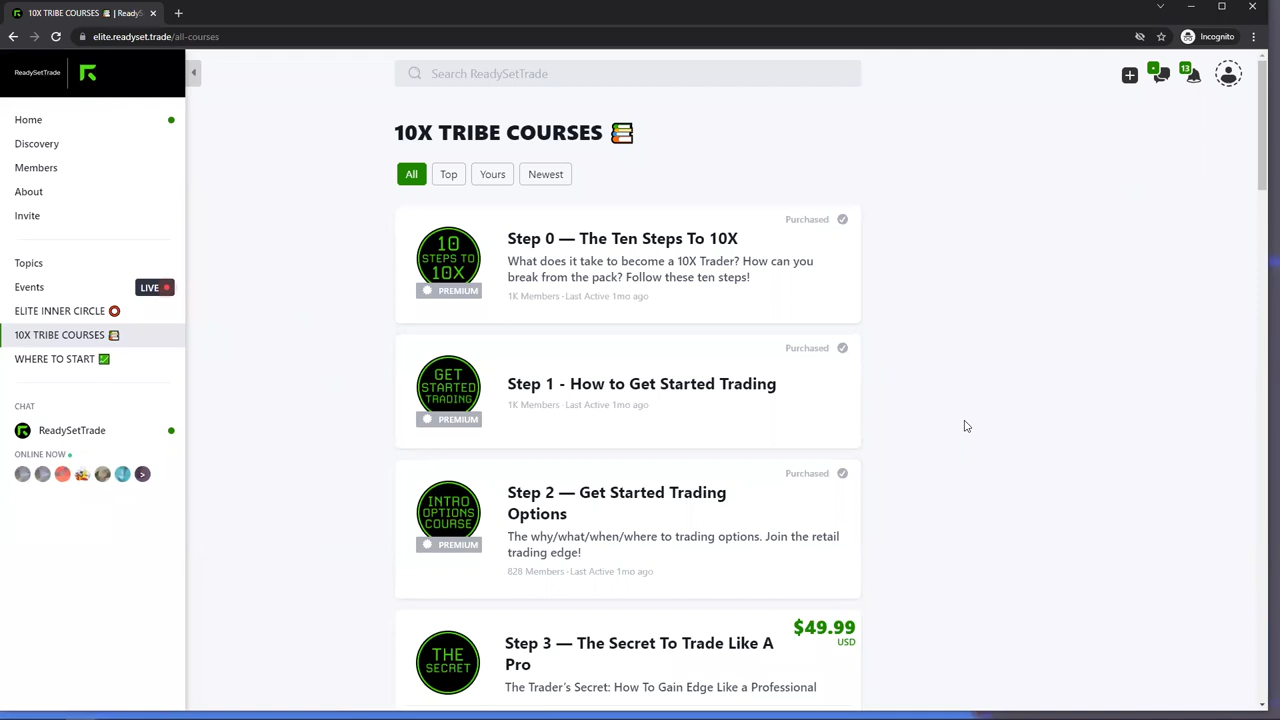 10X TRIBE COURSES 📚 | ReadyS
elite.readyset.trade/all-courses
Incognito
ReadySetTrade
Search ReadySetTrade
13
Home
Discovery
Members
About
Invite
Topics
Events
LIVE
ELITE INNER CIRCLE ⭕
10X TRIBE COURSES 📚
WHERE TO START ✅
CHAT
ReadySetTrade
ONLINE NOW
10X TRIBE COURSES 📚
All
Top
Yours
Newest
Purchased
10
STEPS TO
10X
PREMIUM
Step 0 — The Ten Steps To 10X
What does it take to become a 10X Trader? How can you
break from the pack? Follow these ten steps!
1K Members · Last Active 1mo ago
Purchased
GET
STARTED
TRADING
PREMIUM
Step 1 - How to Get Started Trading
1K Members · Last Active 1mo ago
Purchased
INTRO
OPTIONS
COURSE
PREMIUM
Step 2 — Get Started Trading
Options
The why/what/when/where to trading options. Join the retail
trading edge!
828 Members · Last Active 1mo ago
$49.99
USD
THE
SECRET
Step 3 — The Secret To Trade Like A
Pro
The Trader's Secret: How To Gain Edge Like a Professional